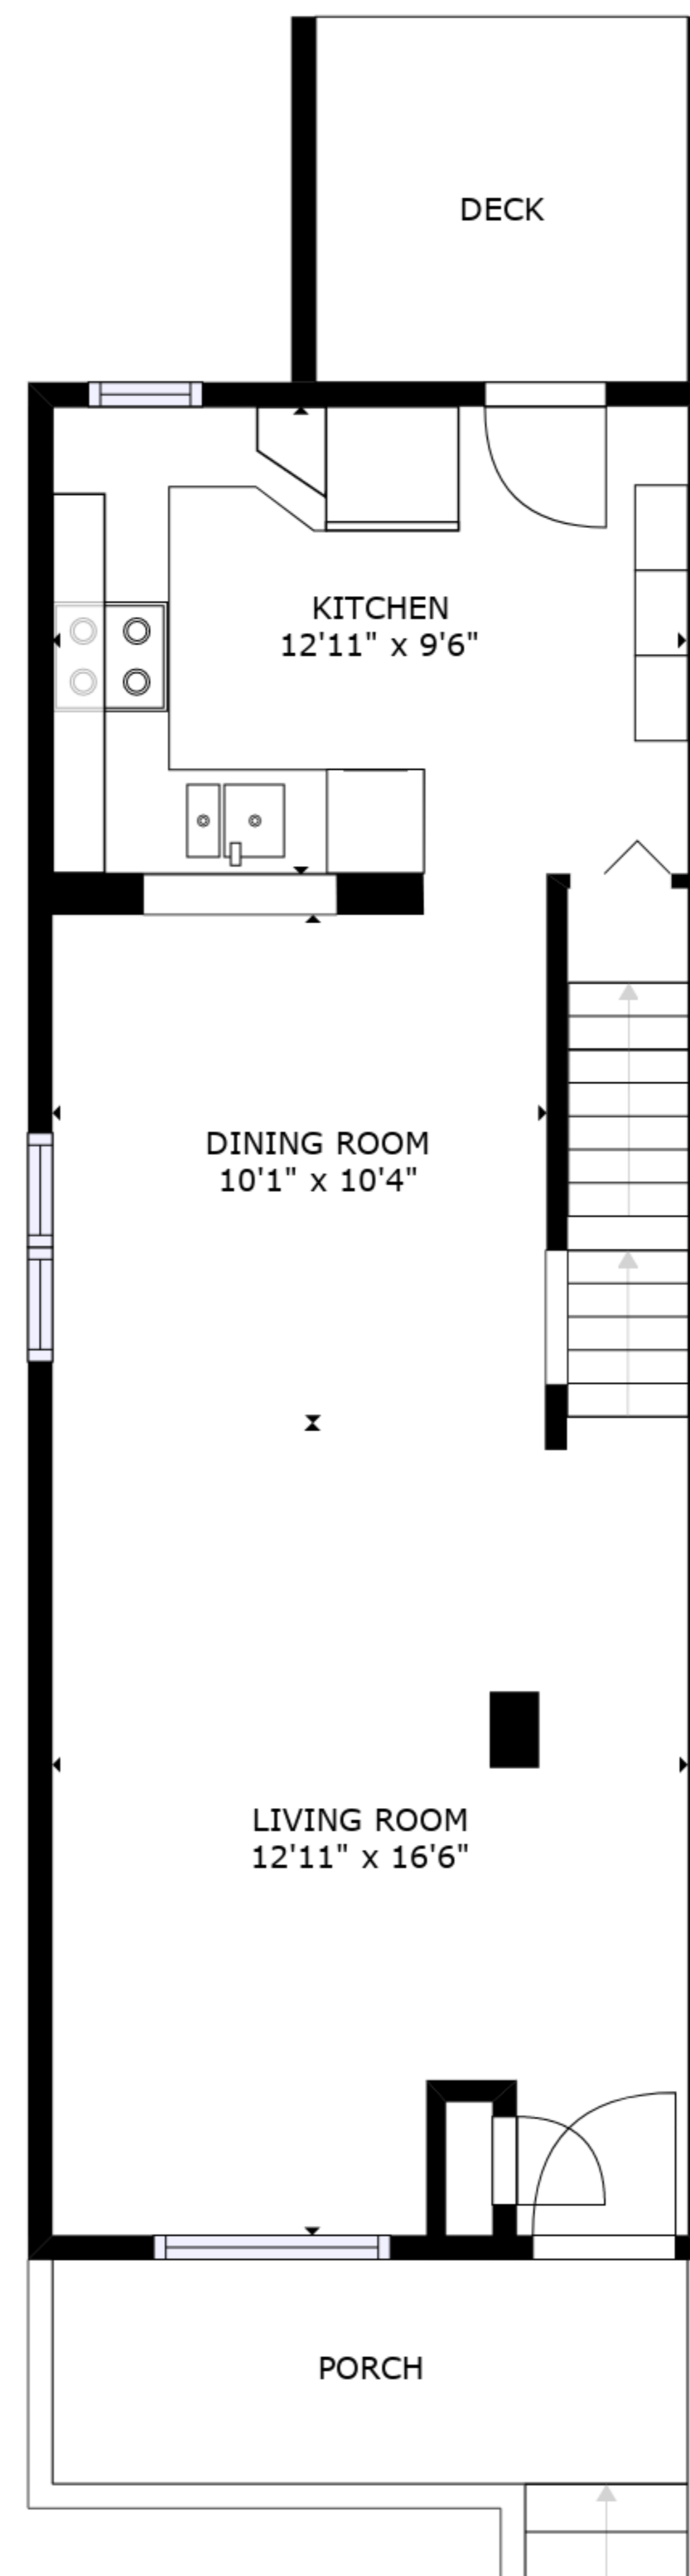 DECK
KITCHEN
12'11" x 9'6"
DINING ROOM
10'1" x 10'4"
LIVING ROOM
12'11" x 16'6"
PORCH